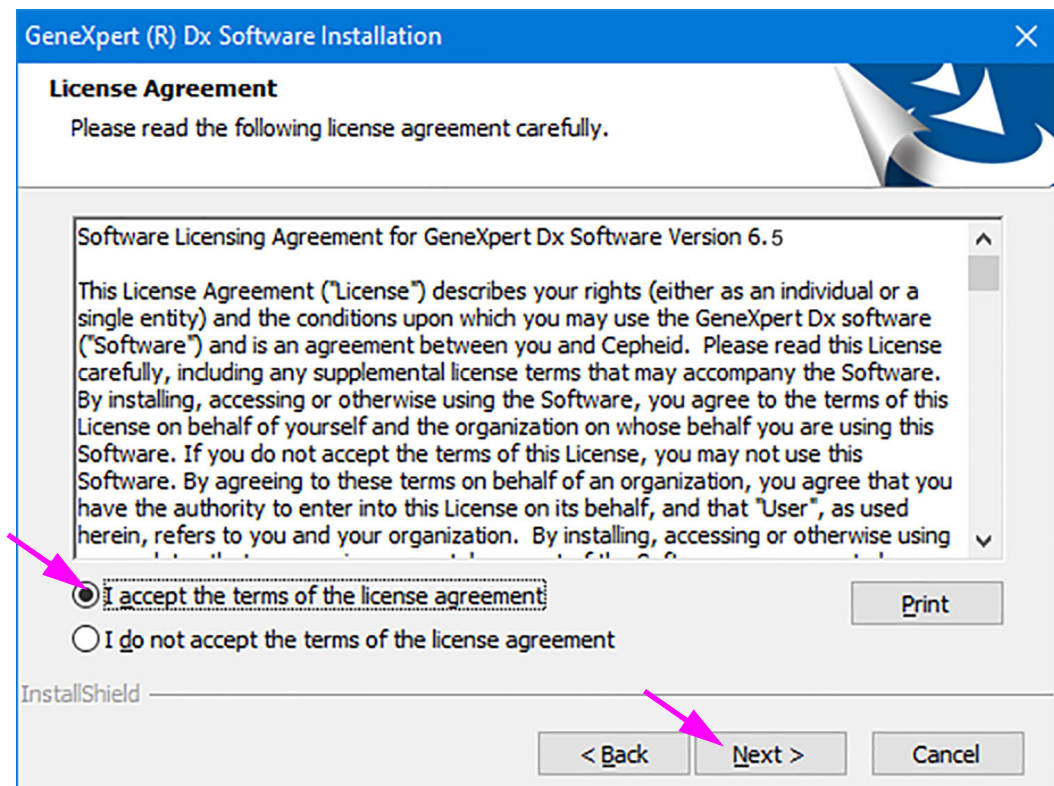 GeneXpert (R) Dx Software Installation
License Agreement
Please read the following license agreement carefully.
Software Licensing Agreement for GeneXpert Dx Software Version 6.5
This License Agreement ("License") describes your rights (either as an individual or a
single entity) and the conditions upon which you may use the GeneXpert Dx software
("Software") and is an agreement between you and Cepheid.  Please read this License
carefully, including any supplemental license terms that may accompany the Software.
By installing, accessing or otherwise using the Software, you agree to the terms of this
License on behalf of yourself and the organization on whose behalf you are using this
Software. If you do not accept the terms of this License, you may not use this
Software. By agreeing to these terms on behalf of an organization, you agree that you
have the authority to enter into this License on its behalf, and that "User", as used
herein, refers to you and your organization.  By installing, accessing or otherwise using
I accept the terms of the license agreement
Print
I do not accept the terms of the license agreement
InstallShield
< Back
Next >
Cancel